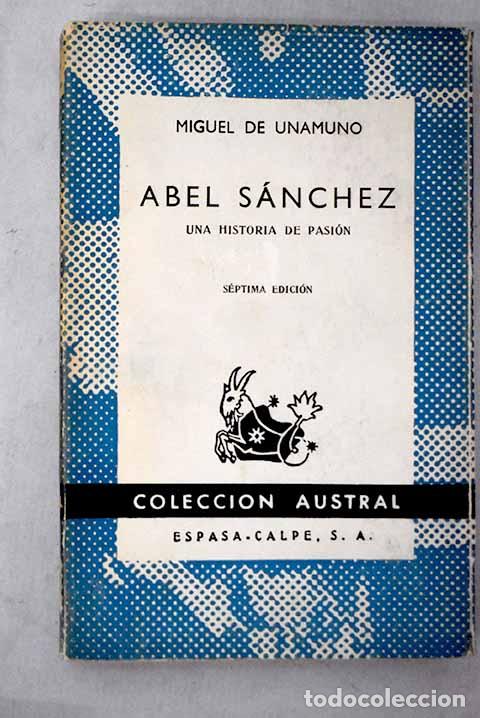 MIGUEL DE UNAMUNO
ABEL SÁNCHEZ
UNA HISTORIA DE PASIÓN
SÉPTIMA EDICIÓN
COLECCION AUSTRAL
ESPASA-CALPE, S. A.
todocoleccion